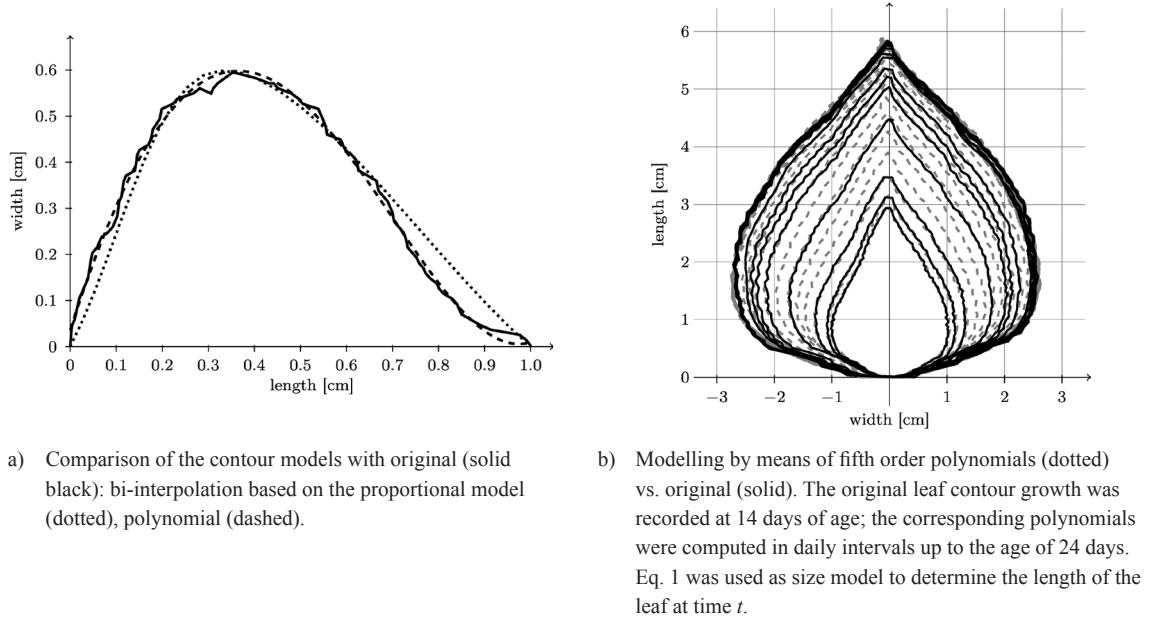 0.6
0.5
0.4
0.3
0.2
0.1
0
width [cm]
0 0.1 0.2 0.3 0.4 0.5 0.6 0.7 0.8 0.9 1.0
length [cm]
a) Comparison of the contour models with original (solid
black): bi-interpolation based on the proportional model
(dotted), polynomial (dashed).
6
5
4
3
2
1
0
length [cm]
−3 −2 −1 1 2 3
width [cm]
b) Modelling by means of fifth order polynomials (dotted)
vs. original (solid). The original leaf contour growth was
recorded at 14 days of age; the corresponding polynomials
were computed in daily intervals up to the age of 24 days.
Eq. 1 was used as size model to determine the length of the
leaf at time t.